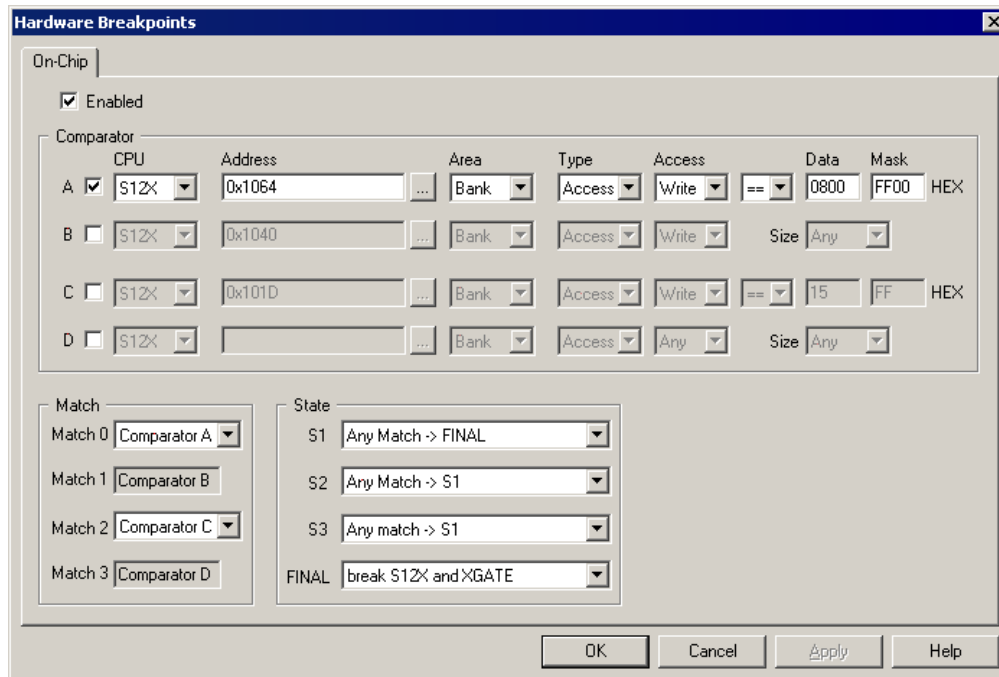 Hardware Breakpoints
On-Chip
Enabled
Comparator
CPU Address Area Type Access Data Mask
A S12X 0x1064 ... Bank Access Write == 0800 FF00 HEX
B S12X 0x1040 ... Bank Access Write Size Any
C S12X 0x101D ... Bank Access Write == 15 FF HEX
D S12X ... Bank Access Any Size Any
Match
Match 0 Comparator A
Match 1 Comparator B
Match 2 Comparator C
Match 3 Comparator D
State
S1 Any Match -> FINAL
S2 Any Match -> S1
S3 Any match -> S1
FINAL break S12X and XGATE
OK Cancel Apply Help